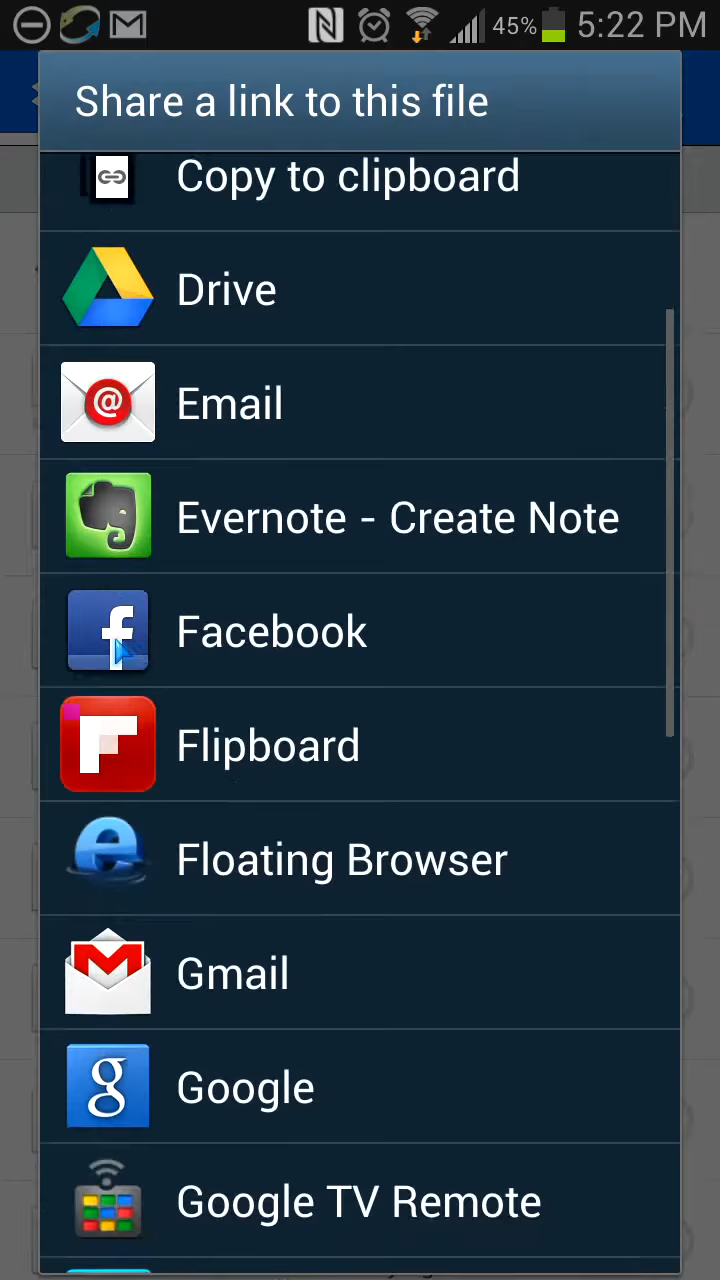 45% 5:22 PM
Share a link to this file
Copy to clipboard
Drive
Email
Evernote - Create Note
Facebook
Flipboard
Floating Browser
Gmail
Google
Google TV Remote